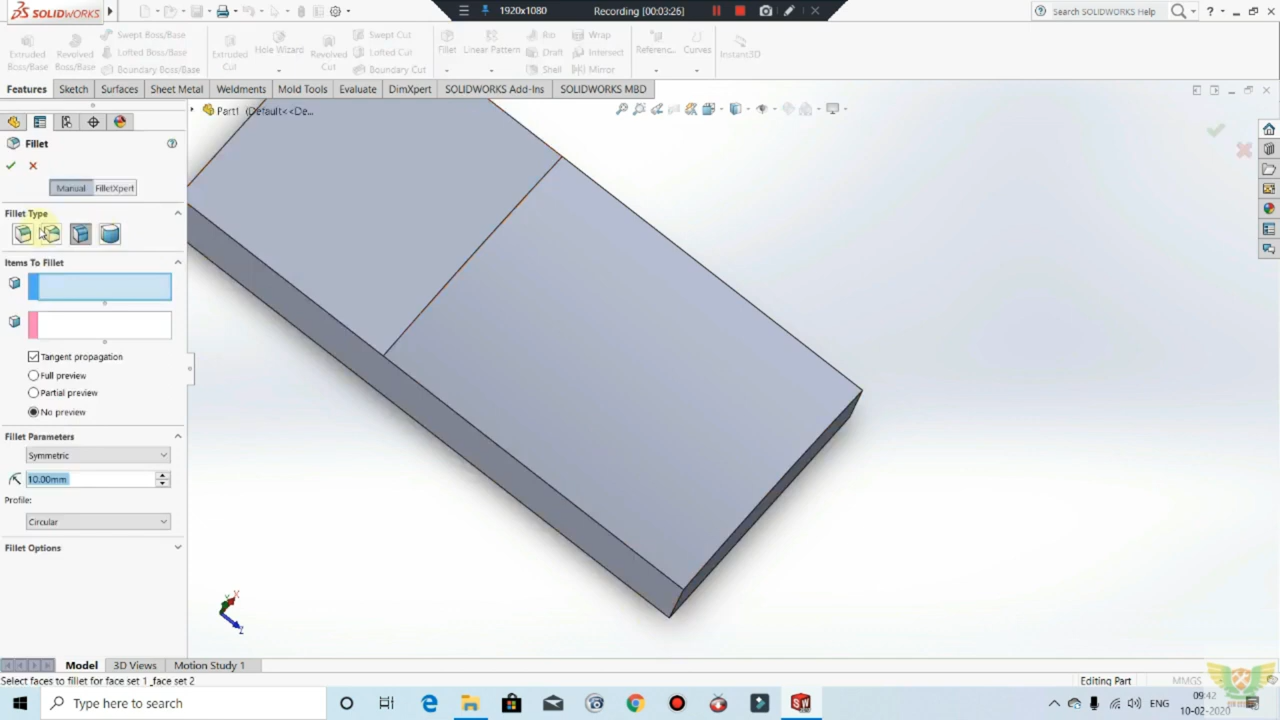 SOLIDWORKS
1920x1080
Recording [00:03:26]
Search SOLIDWORKS Help
Extruded Boss/Base
Revolved Boss/Base
Swept Boss/Base
Lofted Boss/Base
Boundary Boss/Base
Extruded Cut
Hole Wizard
Revolved Cut
Swept Cut
Lofted Cut
Boundary Cut
Fillet
Linear Pattern
Rib
Draft
Shell
Wrap
Intersect
Mirror
Referenc...
Curves
Instant3D
Features
Sketch
Surfaces
Sheet Metal
Weldments
Mold Tools
Evaluate
DimXpert
SOLIDWORKS Add-Ins
SOLIDWORKS MBD
Part1 (Default<<De...
Fillet
Manual
FilletXpert
Fillet Type
Items To Fillet
Tangent propagation
Full preview
Partial preview
No preview
Fillet Parameters
Symmetric
10.00mm
Profile:
Circular
Fillet Options
X
Y
Z
Model
3D Views
Motion Study 1
Select faces to fillet for face set 1 ,face set 2
Editing Part
MMGS
Type here to search
ENG
09:42
10-02-2020